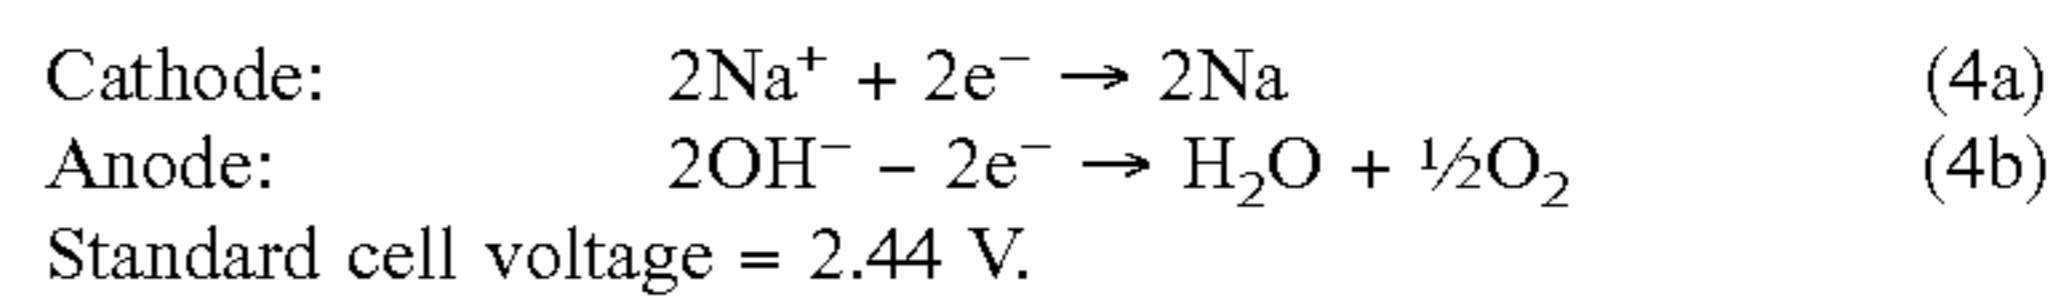 Cathode: 2Na⁺ + 2e⁻ → 2Na (4a)
Anode: 2OH⁻ − 2e⁻ → H₂O + ½O₂ (4b)
Standard cell voltage = 2.44 V.